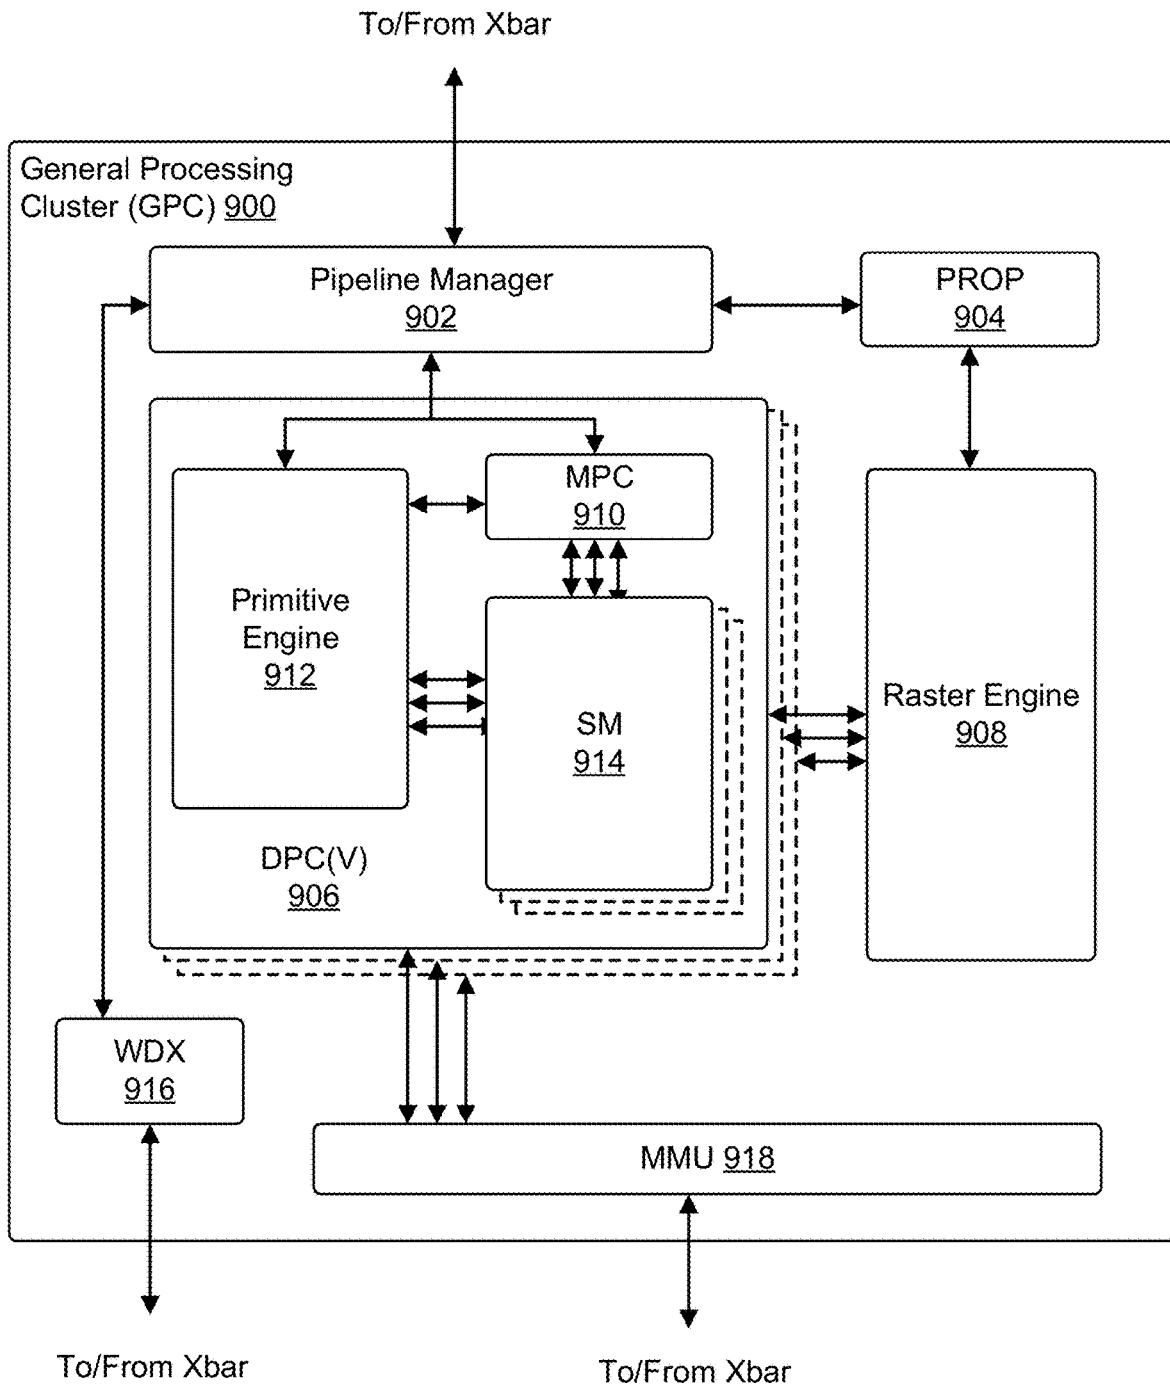 To/From Xbar
General Processing
Cluster (GPC) 900
Pipeline Manager
902
PROP
904
MPC
910
Primitive
Engine
912
SM
914
Raster Engine
908
DPC(V)
906
WDX
916
MMU 918
To/From Xbar
To/From Xbar